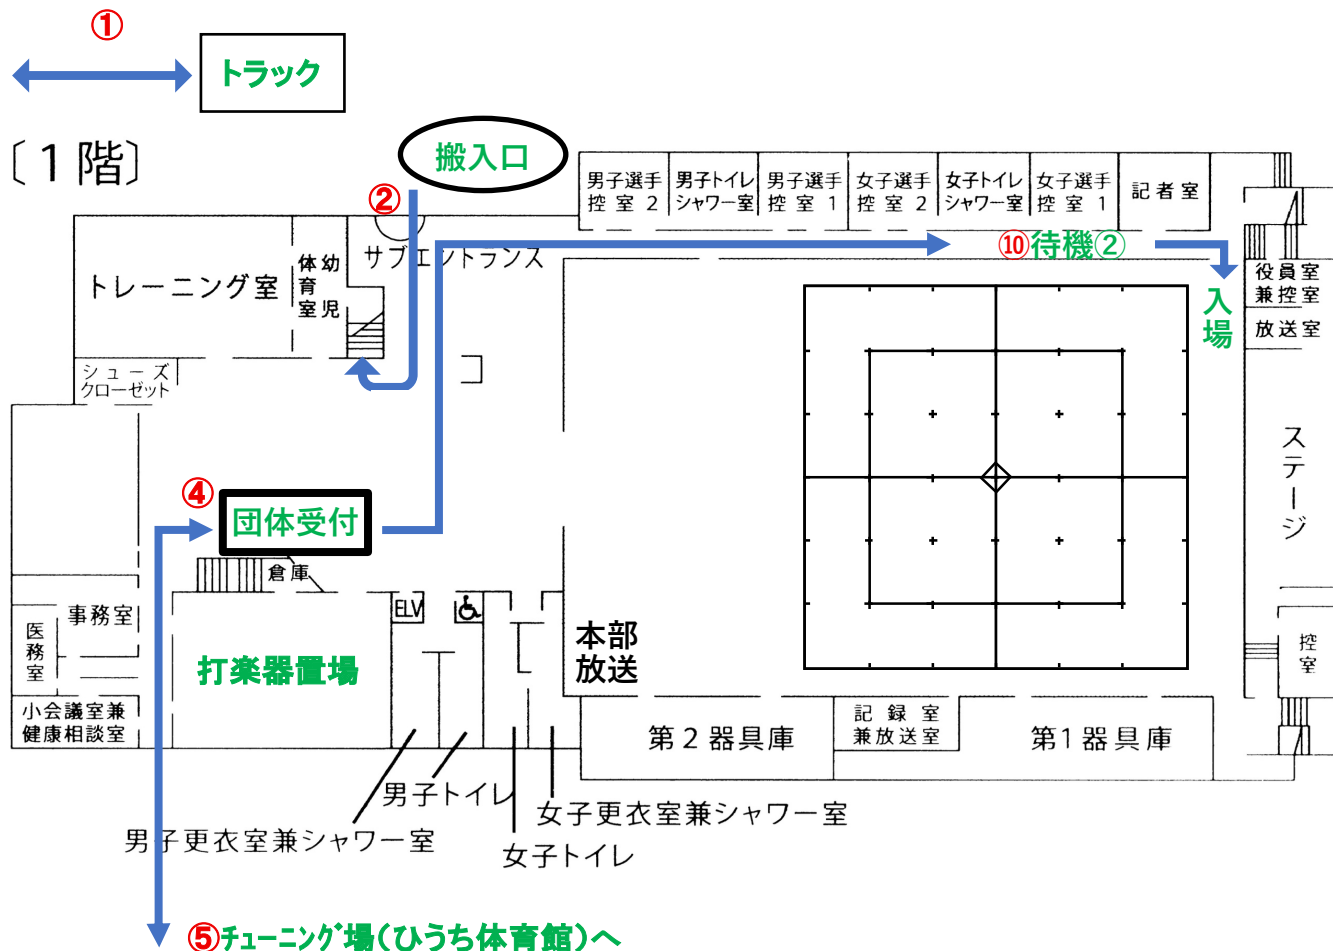 ①
トラック
〔１階〕
搬入口
②
男子選手
控室２
男子トイレ
シャワー室
男子選手
控室１
女子選手
控室２
女子トイレ
シャワー室
女子選手
控室１
記者室
サブエントランス
⑩待機②
トレーニング室
幼児
体育室
役員室
兼控室
入場
放送室
シューズ
クローゼット
ステージ
④
団体受付
倉庫
ELV
事務室
医務室
本部
放送
控室
打楽器置場
小会議室兼
健康相談室
第２器具庫
記録室
兼放送室
第１器具庫
男子トイレ
女子更衣室兼シャワー室
男子更衣室兼シャワー室
女子トイレ
⑤ﾁｭｰﾆﾝｸﾞ場(ひうち体育館)へ